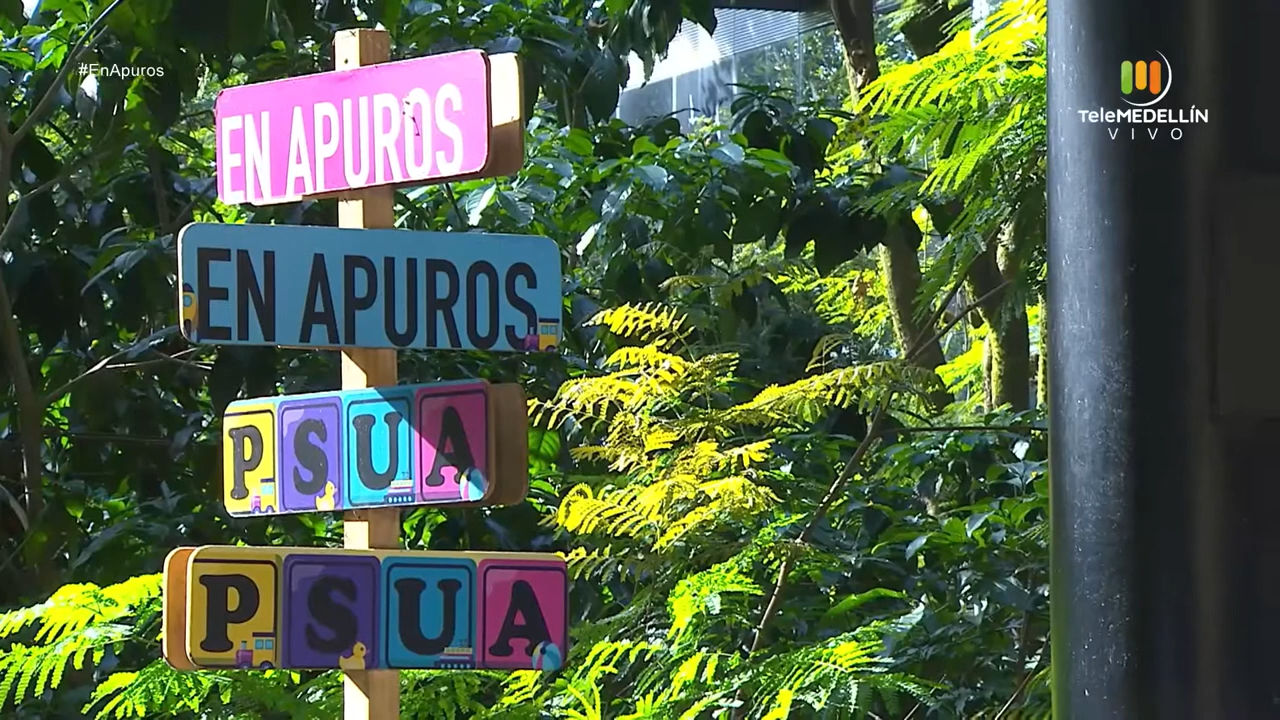 #EnApuros
EN APUROS
TeleMEDELLÍN
VIVO
EN APUROS
PSUA
PSUA